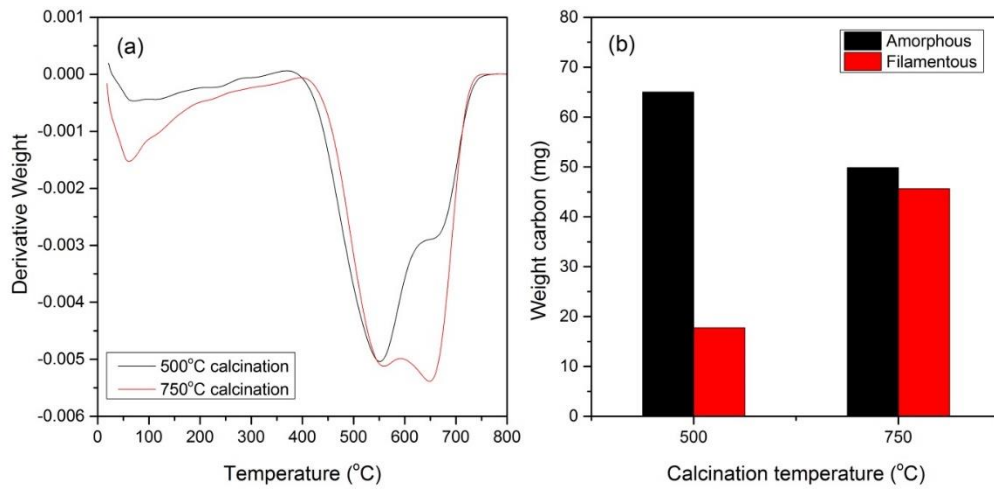 (a)
0.001
0.000
-0.001
-0.002
-0.003
-0.004
-0.005
-0.006
Derivative Weight
500°C calcination
750°C calcination
0 100 200 300 400 500 600 700 800
Temperature (°C)
(b)
Amorphous
Filamentous
80
70
60
50
40
30
20
10
0
Weight carbon (mg)
500 750
Calcination temperature (°C)